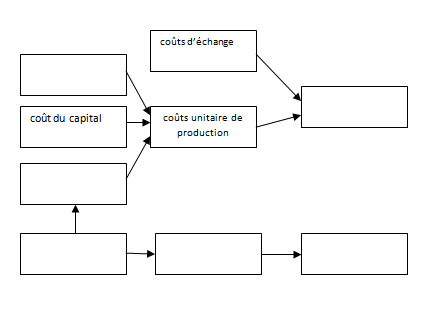 coûts d’échange
coût du capital
coûts unitaire de
production